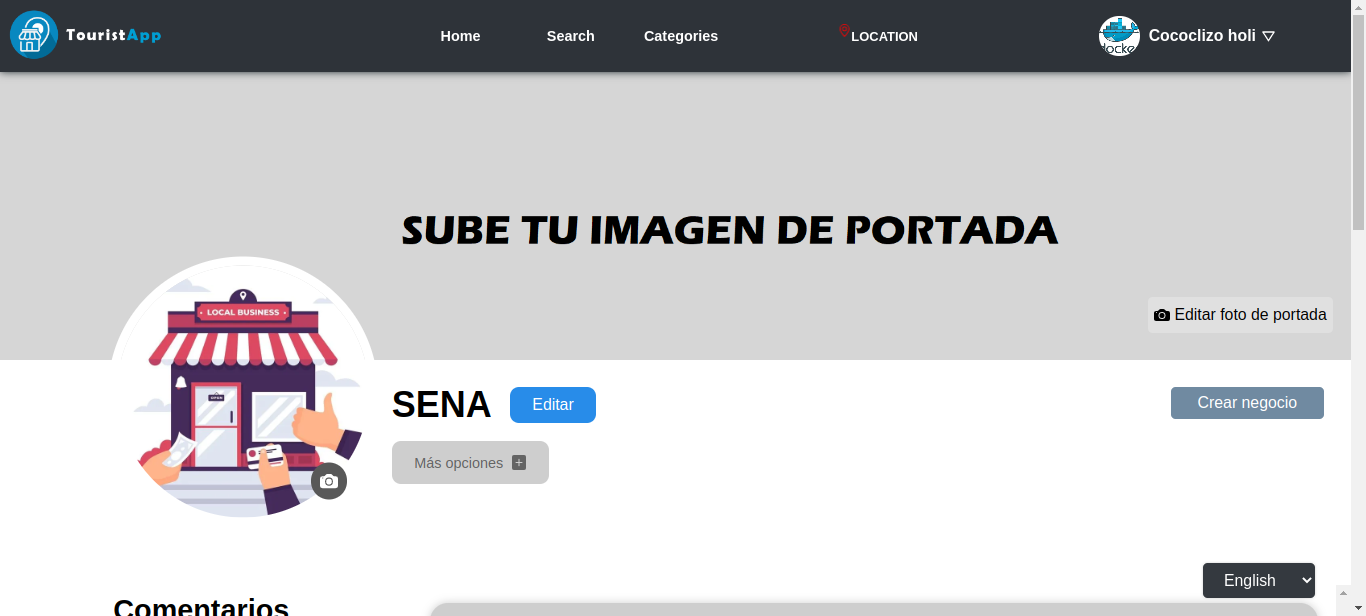 TouristApp
Home
Search
Categories
LOCATION
docke
Cococlizo holi
SUBE TU IMAGEN DE PORTADA
LOCAL BUSINESS
OPEN
Editar foto de portada
SENA
Editar
Crear negocio
Más opciones
English
Comentarios